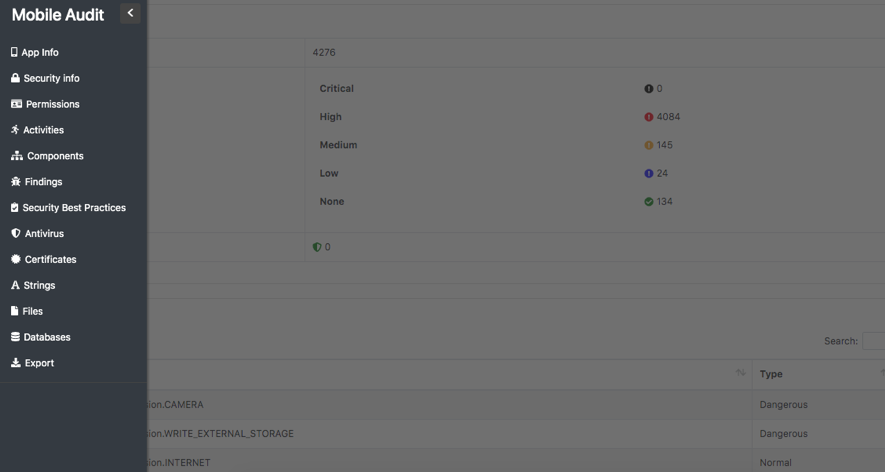 Mobile Audit
App Info
Security info
Permissions
Activities
Components
Findings
Security Best Practices
Antivirus
Certificates
Strings
Files
Databases
Export
4276
Critical 0
High 4084
Medium 145
Low 24
None 134
0
Search:
Type
ion.CAMERA Dangerous
ion.WRITE_EXTERNAL_STORAGE Dangerous
ion.INTERNET Normal